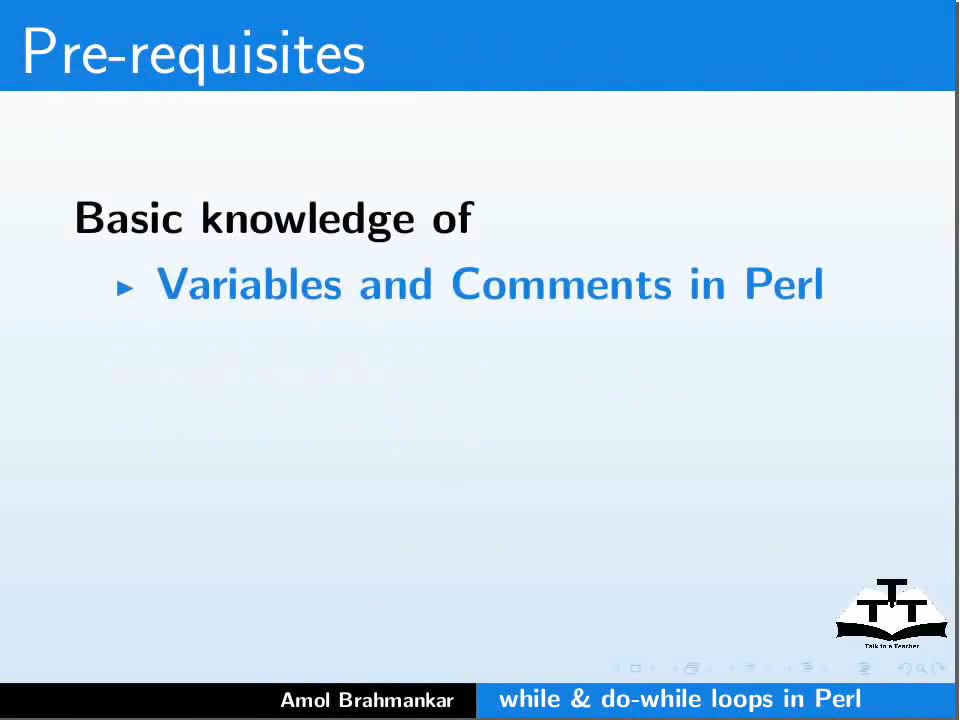 Pre-requisites
Basic knowledge of
Variables and Comments in Perl
TTT
Talk to a Teacher
Amol Brahmankar
while & do-while loops in Perl